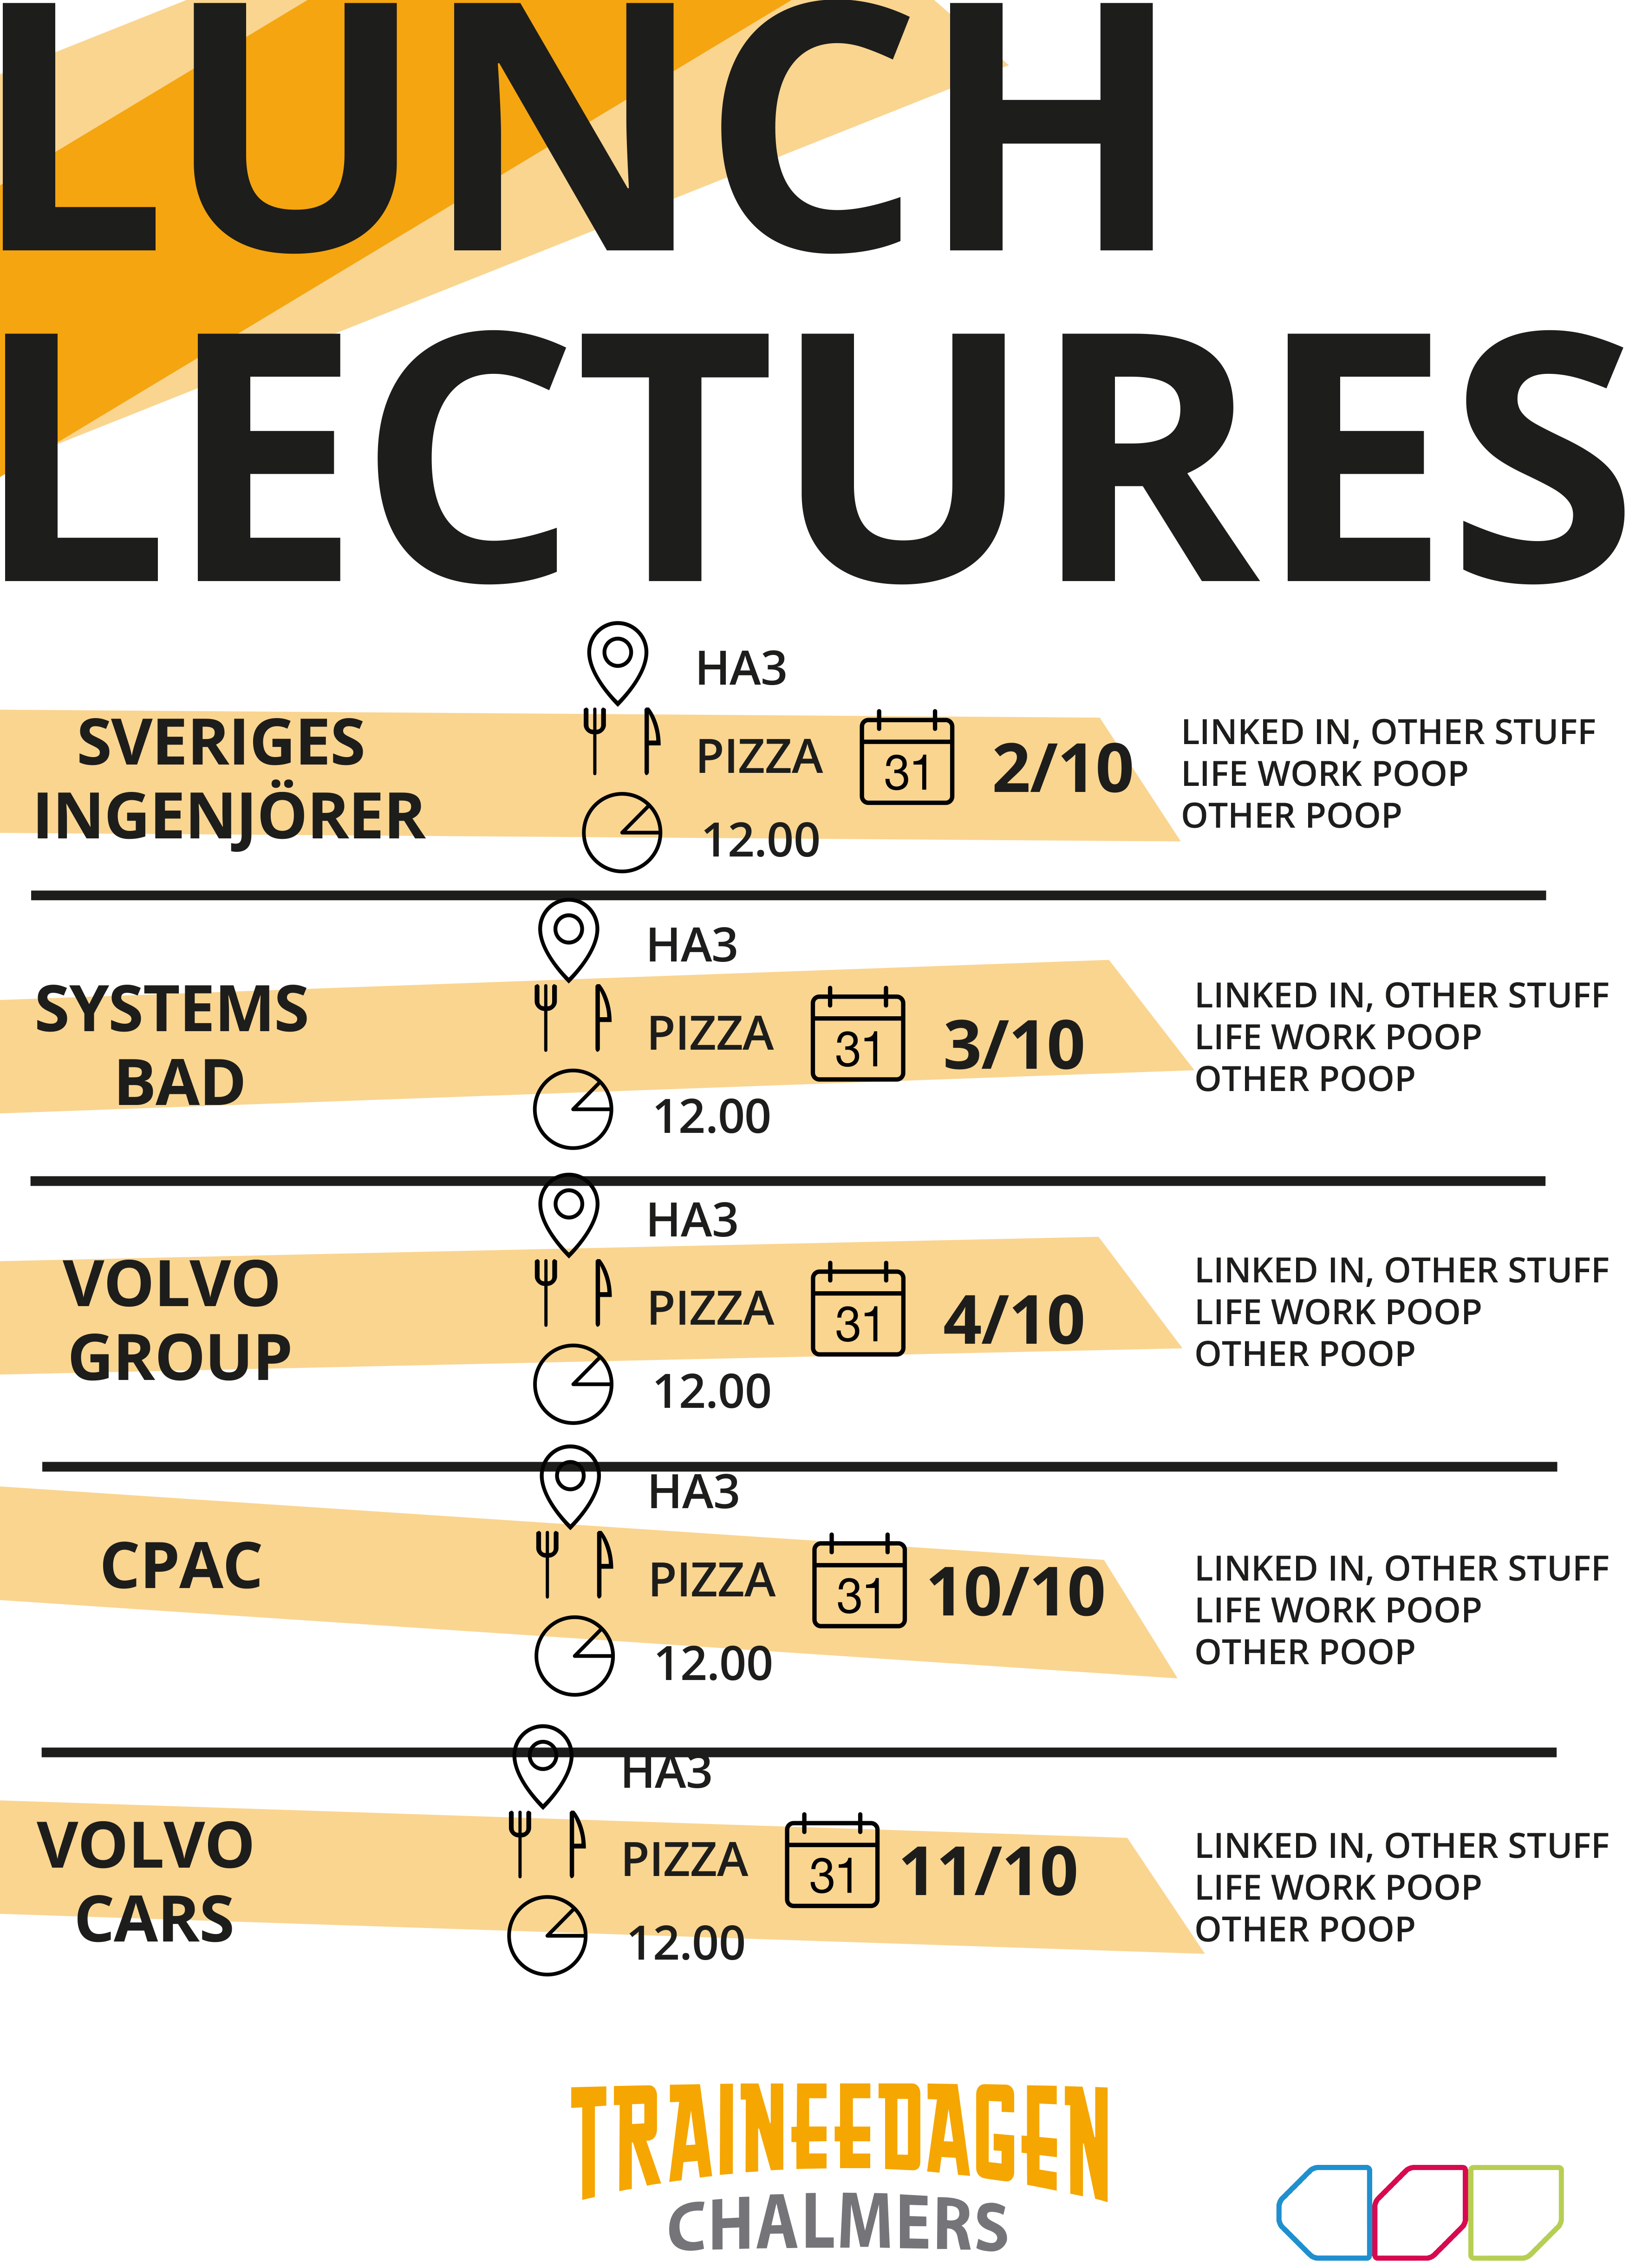 LUNCH
LECTURES
SVERIGES
INGENJÖRER
HA3
PIZZA
12.00
31
2/10
LINKED IN, OTHER STUFF
LIFE WORK POOP
OTHER POOP
SYSTEMS
BAD
HA3
PIZZA
12.00
31
3/10
LINKED IN, OTHER STUFF
LIFE WORK POOP
OTHER POOP
VOLVO
GROUP
HA3
PIZZA
12.00
31
4/10
LINKED IN, OTHER STUFF
LIFE WORK POOP
OTHER POOP
CPAC
HA3
PIZZA
12.00
31
10/10
LINKED IN, OTHER STUFF
LIFE WORK POOP
OTHER POOP
VOLVO
CARS
HA3
PIZZA
12.00
31
11/10
LINKED IN, OTHER STUFF
LIFE WORK POOP
OTHER POOP
TRAINEEDAGEN
CHALMERS